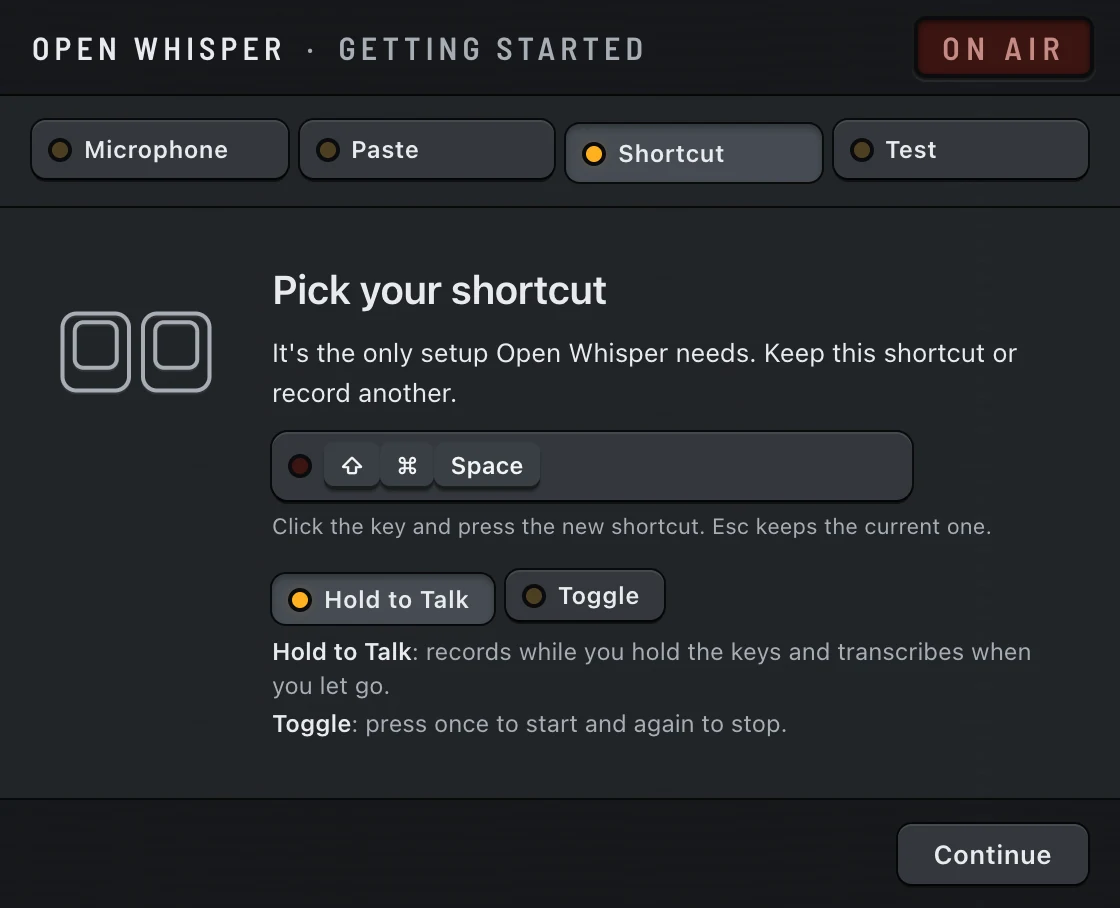 OPEN WHISPER · GETTING STARTED
ON AIR
Microphone
Paste
Shortcut
Test
Pick your shortcut
It's the only setup Open Whisper needs. Keep this shortcut or
record another.
⇧ ⌘ Space
Click the key and press the new shortcut. Esc keeps the current one.
Hold to Talk
Toggle
Hold to Talk: records while you hold the keys and transcribes when
you let go.
Toggle: press once to start and again to stop.
Continue